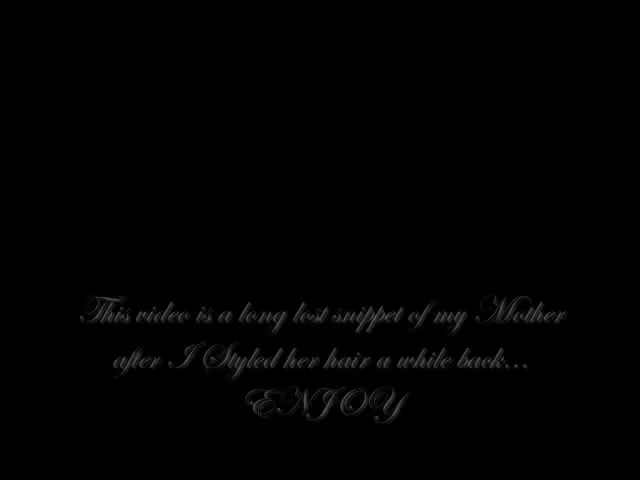 This video is a long lost snippet of my Mother
after I Styled her hair a while back...
ENJOY